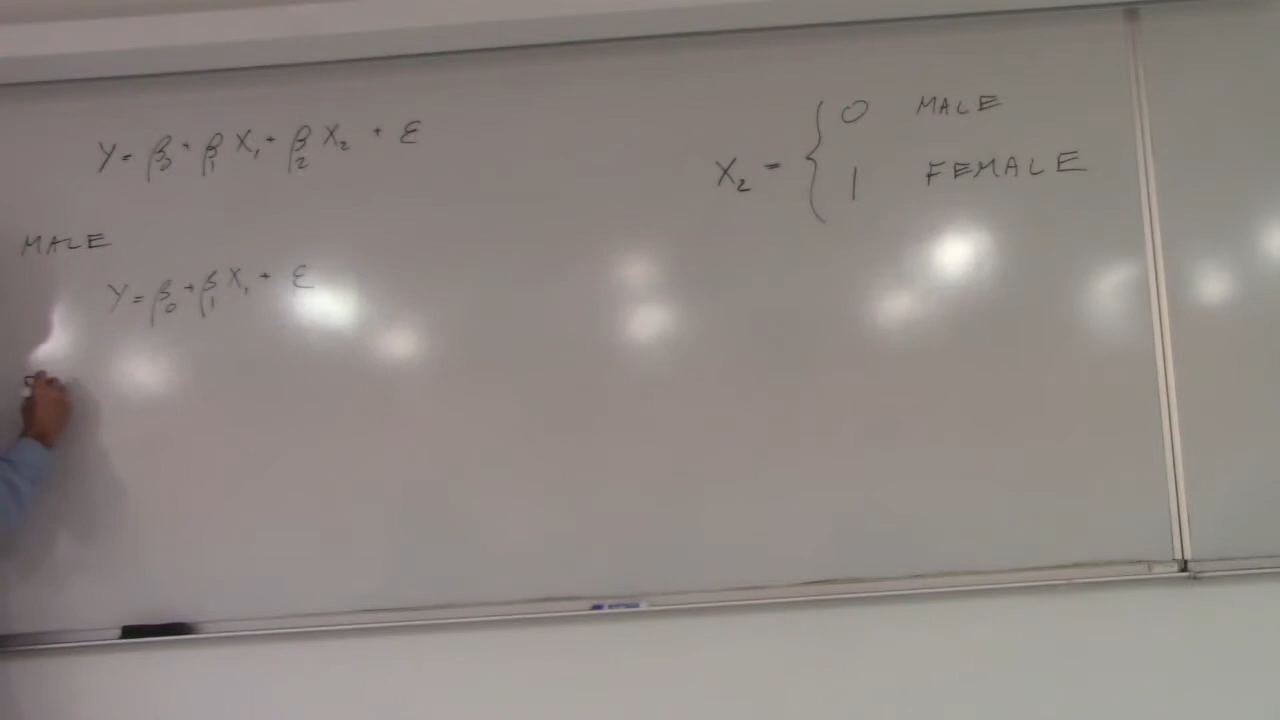 Y = β₀ + β₁ X₁ + β₂ X₂ + ε
X₂ = { 0 MALE
1 FEMALE
MALE
Y = β₀ + β₁ X₁ + ε